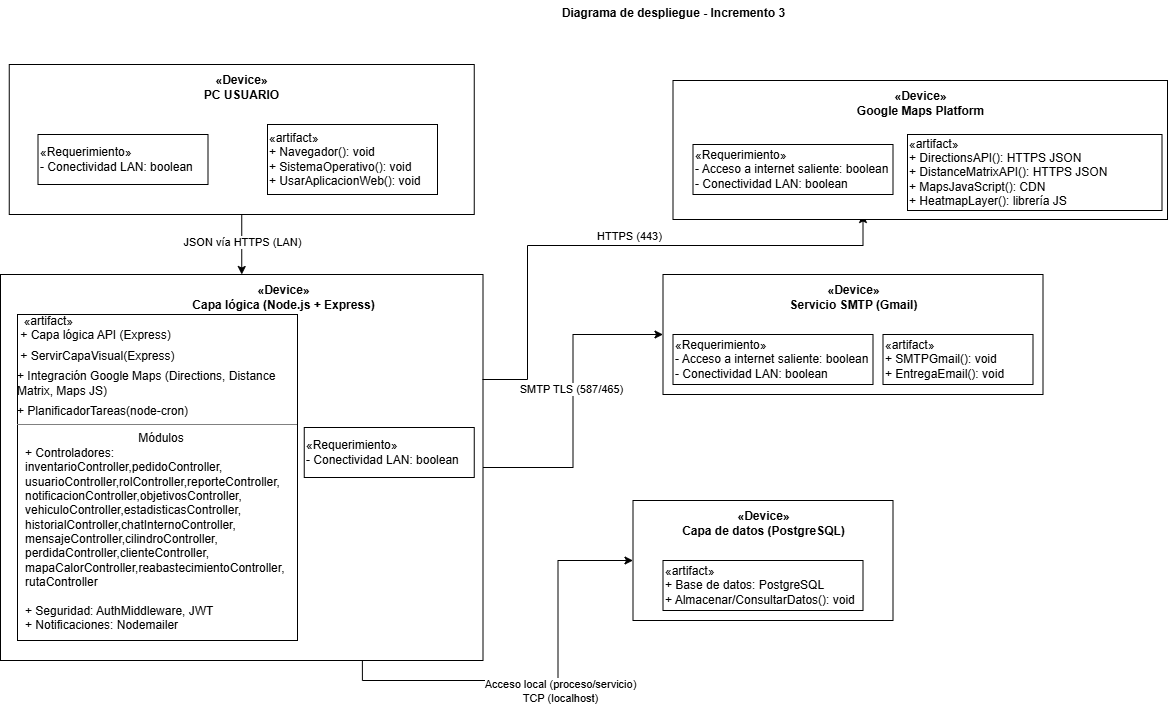 Diagrama de despliegue - Incremento 3
«Device»
PC USUARIO
«Requerimiento»
- Conectividad LAN: boolean
«artifact»
+ Navegador(): void
+ SistemaOperativo(): void
+ UsarAplicacionWeb(): void
«Device»
Google Maps Platform
«Requerimiento»
- Acceso a internet saliente: boolean
- Conectividad LAN: boolean
«artifact»
+ DirectionsAPI(): HTTPS JSON
+ DistanceMatrixAPI(): HTTPS JSON
+ MapsJavaScript(): CDN
+ HeatmapLayer(): librería JS
JSON vía HTTPS (LAN)
HTTPS (443)
«Device»
Capa lógica (Node.js + Express)
«artifact»
+ Capa lógica API (Express)
+ ServirCapaVisual(Express)
+ Integración Google Maps (Directions, Distance
Matrix, Maps JS)
+ PlanificadorTareas(node-cron)
Módulos
+ Controladores:
inventarioController,pedidoController,
usuarioController,rolController,reporteController,
notificacionController,objetivosController,
vehiculoController,estadisticasController,
historialController,chatInternoController,
mensajeController,cilindroController,
perdidaController,clienteController,
mapaCalorController,reabastecimientoController,
rutaController
+ Seguridad: AuthMiddleware, JWT
+ Notificaciones: Nodemailer
«Requerimiento»
- Conectividad LAN: boolean
«Device»
Servicio SMTP (Gmail)
«Requerimiento»
- Acceso a internet saliente: boolean
- Conectividad LAN: boolean
«artifact»
+ SMTPGmail(): void
+ EntregaEmail(): void
SMTP TLS (587/465)
«Device»
Capa de datos (PostgreSQL)
«artifact»
+ Base de datos: PostgreSQL
+ Almacenar/ConsultarDatos(): void
Acceso local (proceso/servicio)
TCP (localhost)